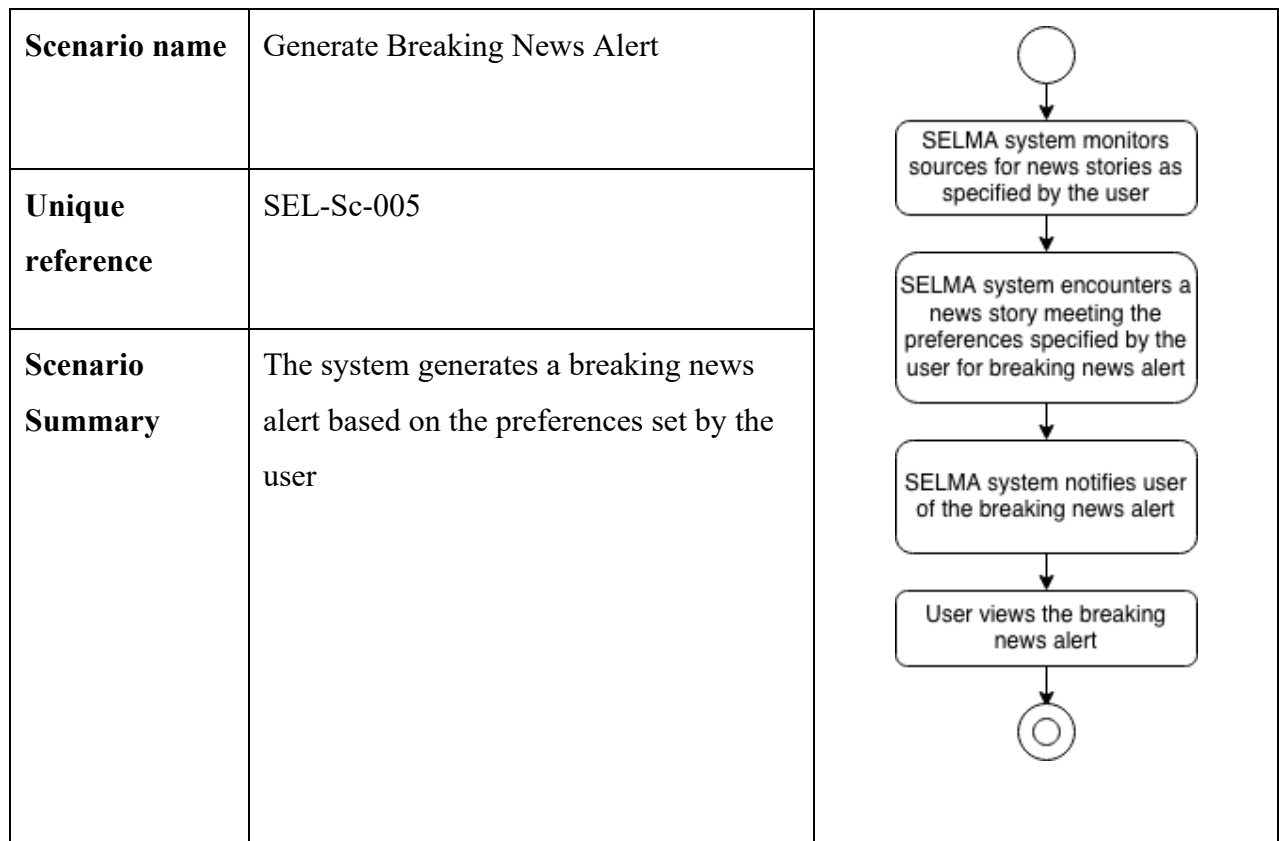 Scenario name
Generate Breaking News Alert
Unique
reference
SEL-Sc-005
Scenario
Summary
The system generates a breaking news
alert based on the preferences set by the
user
SELMA system monitors
sources for news stories as
specified by the user
SELMA system encounters a
news story meeting the
preferences specified by the
user for breaking news alert
SELMA system notifies user
of the breaking news alert
User views the breaking
news alert